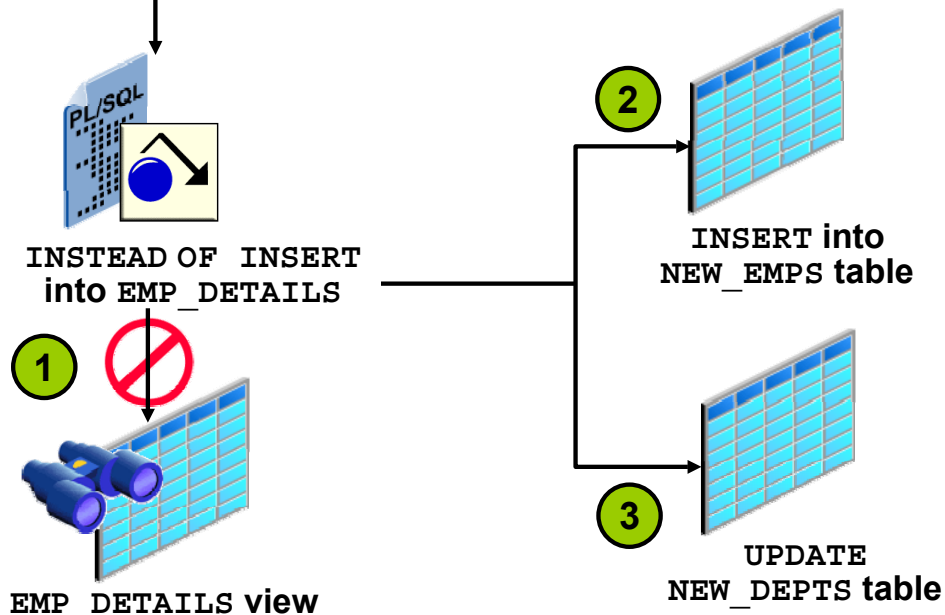 PL/SQL
INSTEAD OF INSERT
into EMP_DETAILS
1
EMP_DETAILS view
2
INSERT into
NEW_EMPS table
3
UPDATE
NEW_DEPTS table